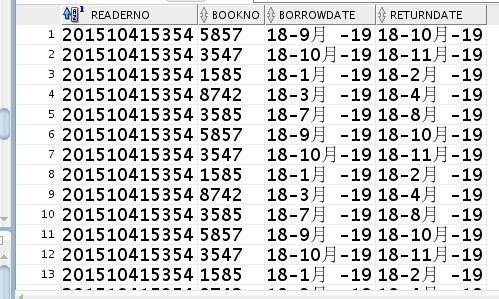 READERNO BOOKNO BORROWDATE RETURNDATE
1 201510415354 5857 18-9月 -19 18-10月-19
2 201510415354 3547 18-10月-19 18-11月-19
3 201510415354 1585 18-1月 -19 18-2月 -19
4 201510415354 8742 18-3月 -19 18-4月 -19
5 201510415354 3585 18-7月 -19 18-8月 -19
6 201510415354 5857 18-9月 -19 18-10月-19
7 201510415354 3547 18-10月-19 18-11月-19
8 201510415354 1585 18-1月 -19 18-2月 -19
9 201510415354 8742 18-3月 -19 18-4月 -19
10 201510415354 3585 18-7月 -19 18-8月 -19
11 201510415354 5857 18-9月 -19 18-10月-19
12 201510415354 3547 18-10月-19 18-11月-19
13 201510415354 1585 18-1月 -19 18-2月 -19